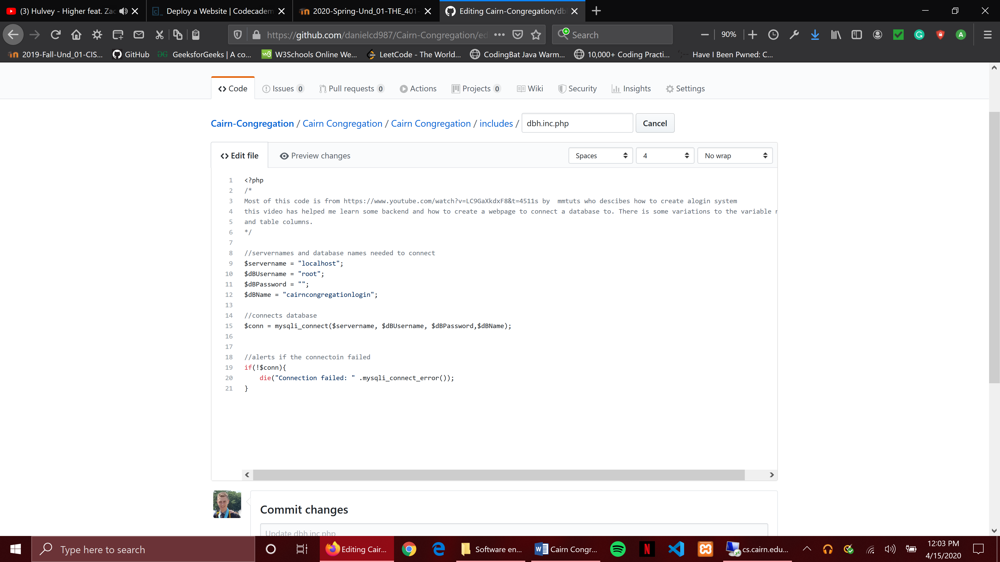 (3) Hulvey - Higher feat. Zac
Deploy a Website | Codecadem
2020-Spring-Und_01-THE_401-
Editing Cairn-Congregation/db
https://github.com/danielcd987/Cairn-Congregation/ed
Search
90%
2019-Fall-Und_01-CIS...
GitHub
GeeksforGeeks | A co...
W3Schools Online We...
LeetCode - The World...
CodingBat Java Warm...
10,000+ Coding Practi...
Have I Been Pwned: C...
Code
Issues 0
Pull requests 0
Actions
Projects 0
Wiki
Security
Insights
Settings
Cairn-Congregation / Cairn Congregation / Cairn Congregation / includes / dbh.inc.php
Cancel
Edit file
Preview changes
Spaces
4
No wrap
1 <?php
2 /*
3 Most of this code is from https://www.youtube.com/watch?v=LC9GaXkdxF8&t=4511s by  mmtuts who descibes how to create alogin system
4 this video has helped me learn some backend and how to create a webpage to connect a database to. There is some variations to the variable
5 and table columns.
6 */
7
8 //servernames and database names needed to connect
9 $servername = "localhost";
10 $dBUsername = "root";
11 $dBPassword = "";
12 $dBName = "cairncongregationlogin";
13
14 //connects database
15 $conn = mysqli_connect($servername, $dBUsername, $dBPassword,$dBName);
16
17
18 //alerts if the connectoin failed
19 if(!$conn){
20     die("Connection failed: " .mysqli_connect_error());
21 }
Commit changes
Update dbh.inc.php
Type here to search
Editing Cair...
Software en...
Cairn Congr...
cs.cairn.edu...
12:03 PM
4/15/2020